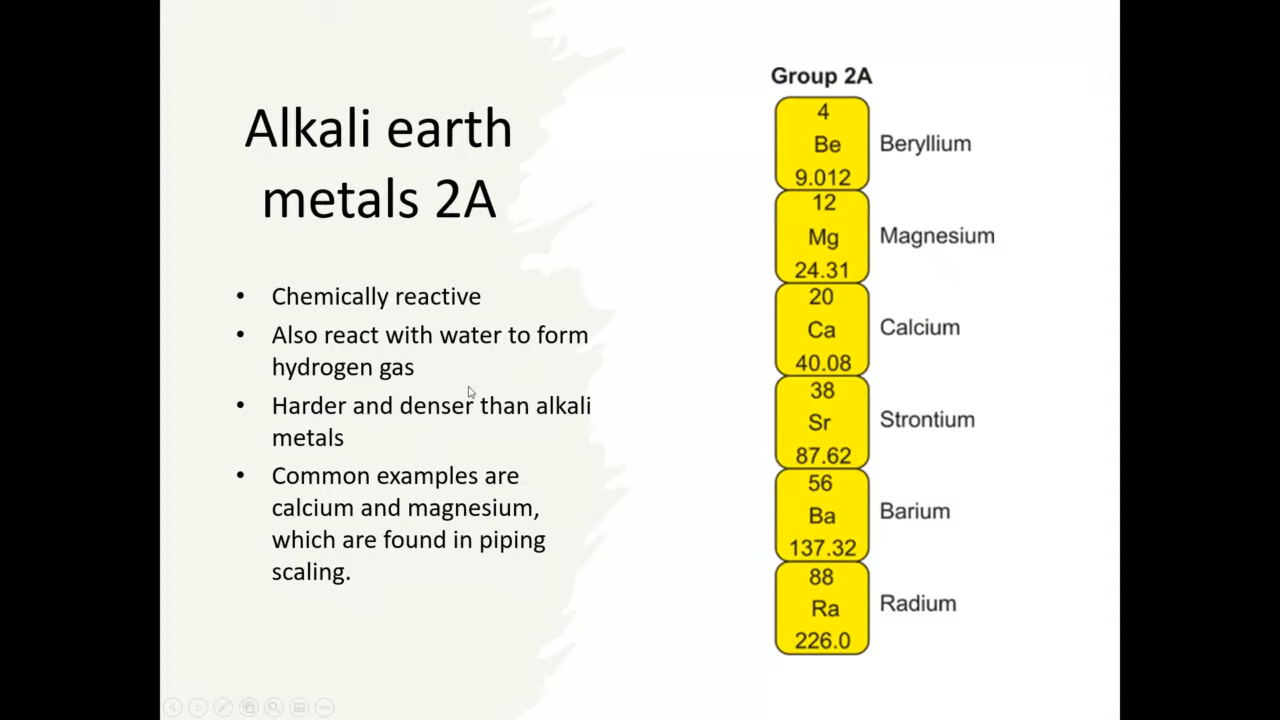 Alkali earth
metals 2A
• Chemically reactive
• Also react with water to form
hydrogen gas
• Harder and denser than alkali
metals
• Common examples are
calcium and magnesium,
which are found in piping
scaling.
Group 2A
4
Be
9.012
Beryllium
12
Mg
24.31
Magnesium
20
Ca
40.08
Calcium
38
Sr
87.62
Strontium
56
Ba
137.32
Barium
88
Ra
226.0
Radium